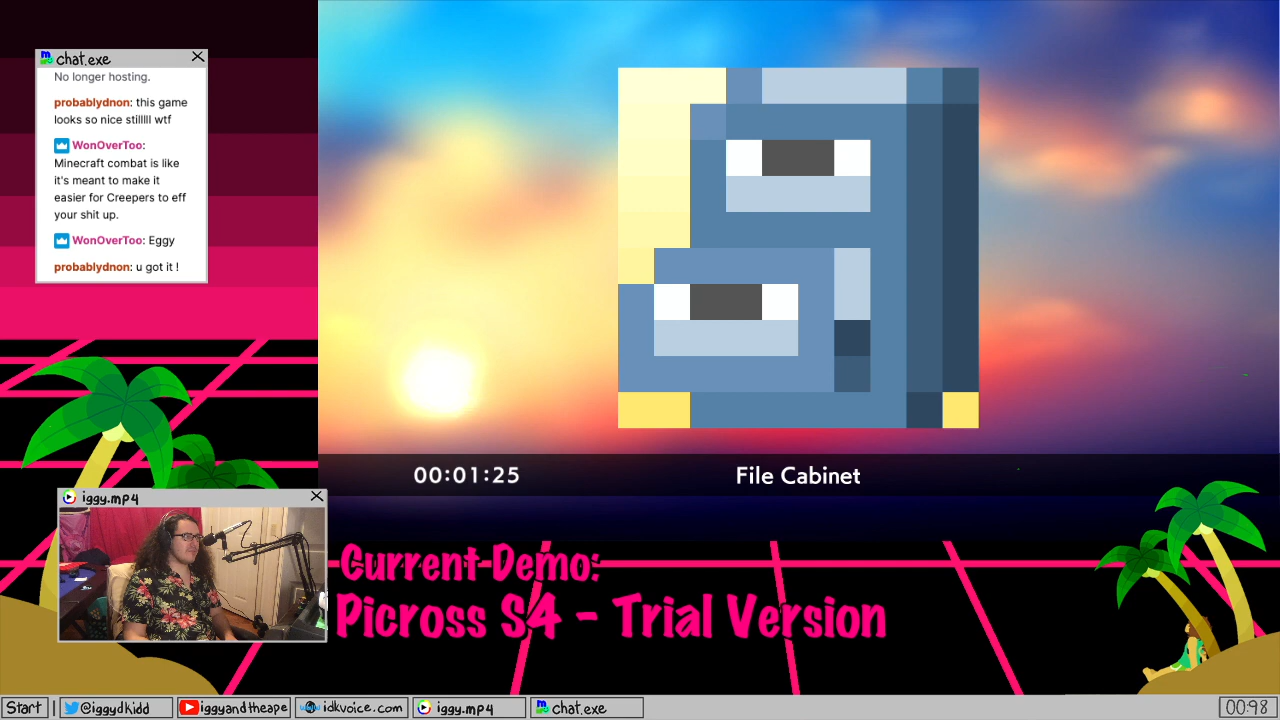 chat.exe
No longer hosting.
probablydnon: this game
looks so nice stilllll wtf
WonOverToo:
Minecraft combat is like
it's meant to make it
easier for Creepers to eff
your shit up.
WonOverToo: Eggy
probablydnon: u got it !
00:01:25
File Cabinet
iggy.mp4
Current Demo:
Picross S4 - Trial Version
Start
@iggydkidd
iggyandtheape
www
idkvoice.com
iggy.mp4
chat.exe
00:98